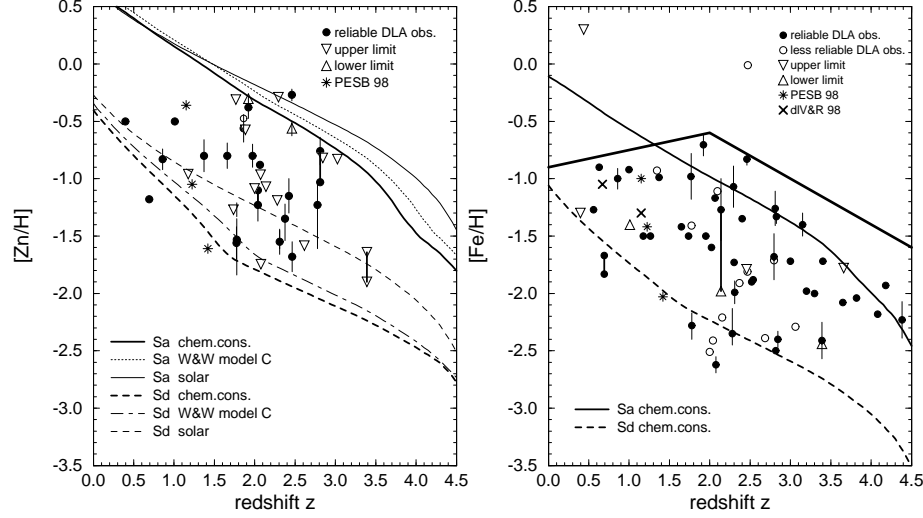 0.5
0.0
-0.5
-1.0
-1.5
-2.0
-2.5
-3.0
-3.5
[Zn/H]
reliable DLA obs.
upper limit
lower limit
PESB 98
Sa chem.cons.
Sa W&W model C
Sa solar
Sd chem.cons.
Sd W&W model C
Sd solar
0.0 0.5 1.0 1.5 2.0 2.5 3.0 3.5 4.0 4.5
redshift z
0.5
0.0
-0.5
-1.0
-1.5
-2.0
-2.5
-3.0
-3.5
[Fe/H]
reliable DLA obs.
less reliable DLA obs.
upper limit
lower limit
PESB 98
dlV&R 98
Sa chem.cons.
Sd chem.cons.
0.0 0.5 1.0 1.5 2.0 2.5 3.0 3.5 4.0 4.5
redshift z